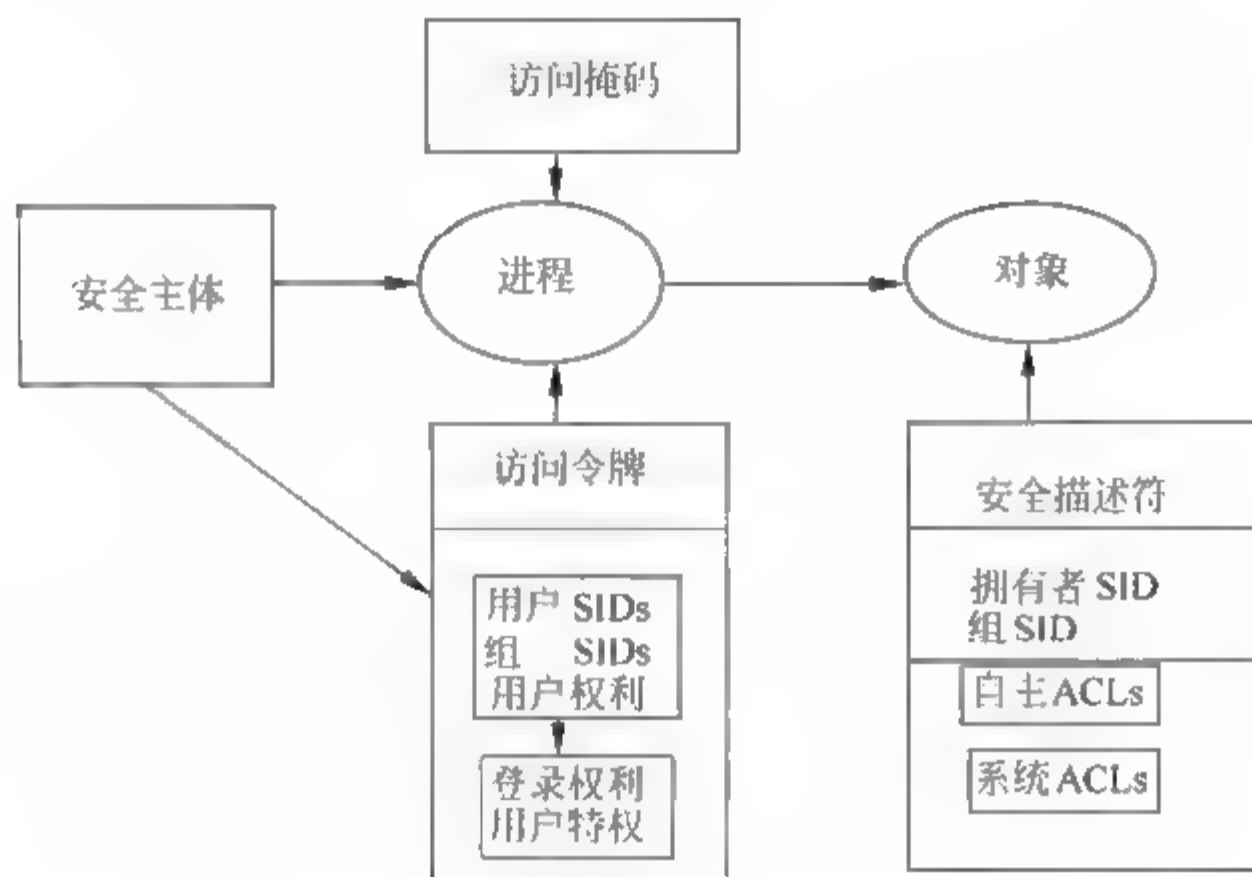 访问掩码
安全主体
进程
对象
访问令牌
用户 SIDs
组 SIDs
用户权利
登录权利
用户特权
安全描述符
拥有者 SID
组 SID
自主 ACLs
系统 ACLs